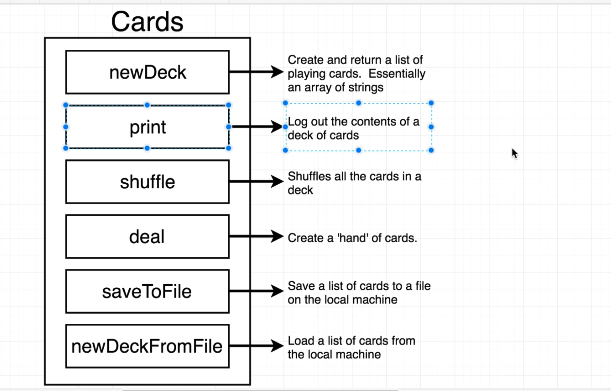 Cards
newDeck
Create and return a list of
playing cards.  Essentially
an array of strings
print
Log out the contents of a
deck of cards
shuffle
Shuffles all the cards in a
deck
deal
Create a 'hand' of cards.
saveToFile
Save a list of cards to a file
on the local machine
newDeckFromFile
Load a list of cards from
the local machine